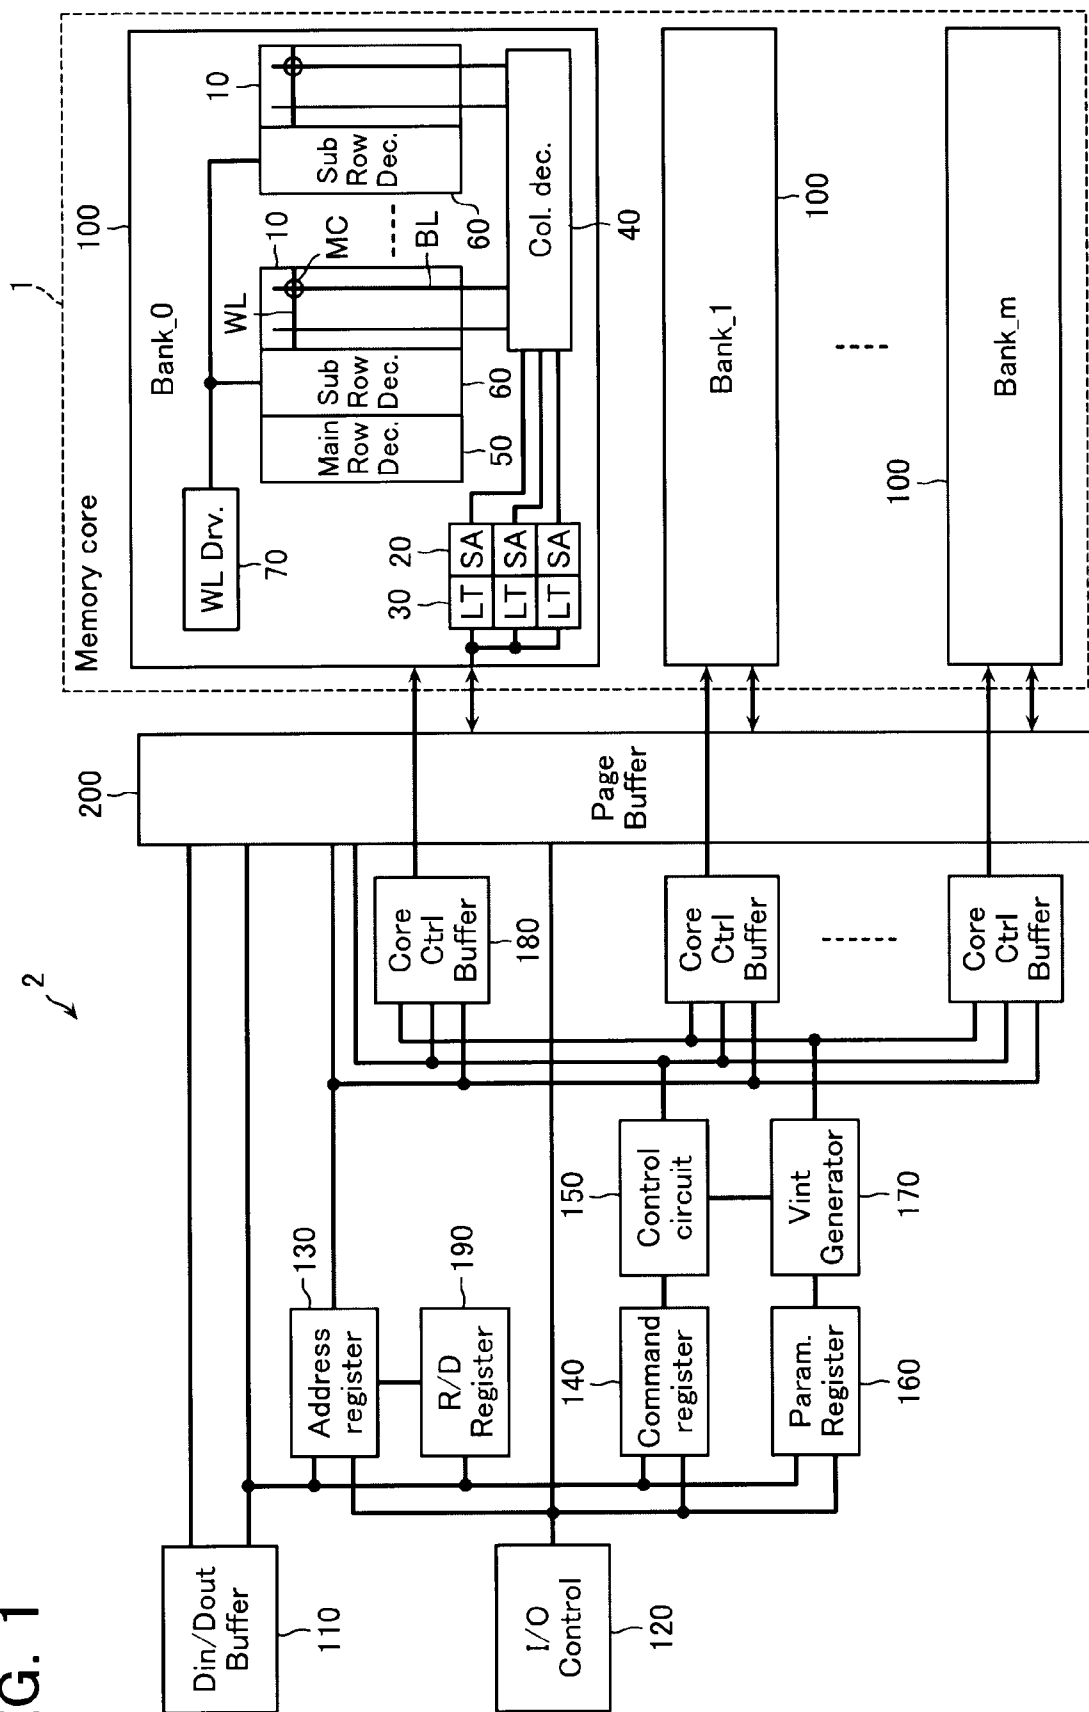 G. 1
2
1
Memory core
100
Bank_0
WL Drv.
70
30
20
LT
SA
LT
SA
LT
SA
Main
Row
Dec.
50
Sub
Row
Dec.
60
WL
10
MC
BL
Sub
Row
Dec.
60
10
Col. dec.
40
Bank_1
100
Bank_m
100
200
Page
Buffer
Core
Ctrl
Buffer
180
Core
Ctrl
Buffer
Core
Ctrl
Buffer
Din/Dout
Buffer
110
I/O
Control
120
130
Address
register
190
R/D
Register
140
Command
register
150
Control
circuit
Param.
Register
160
Vint
Generator
170